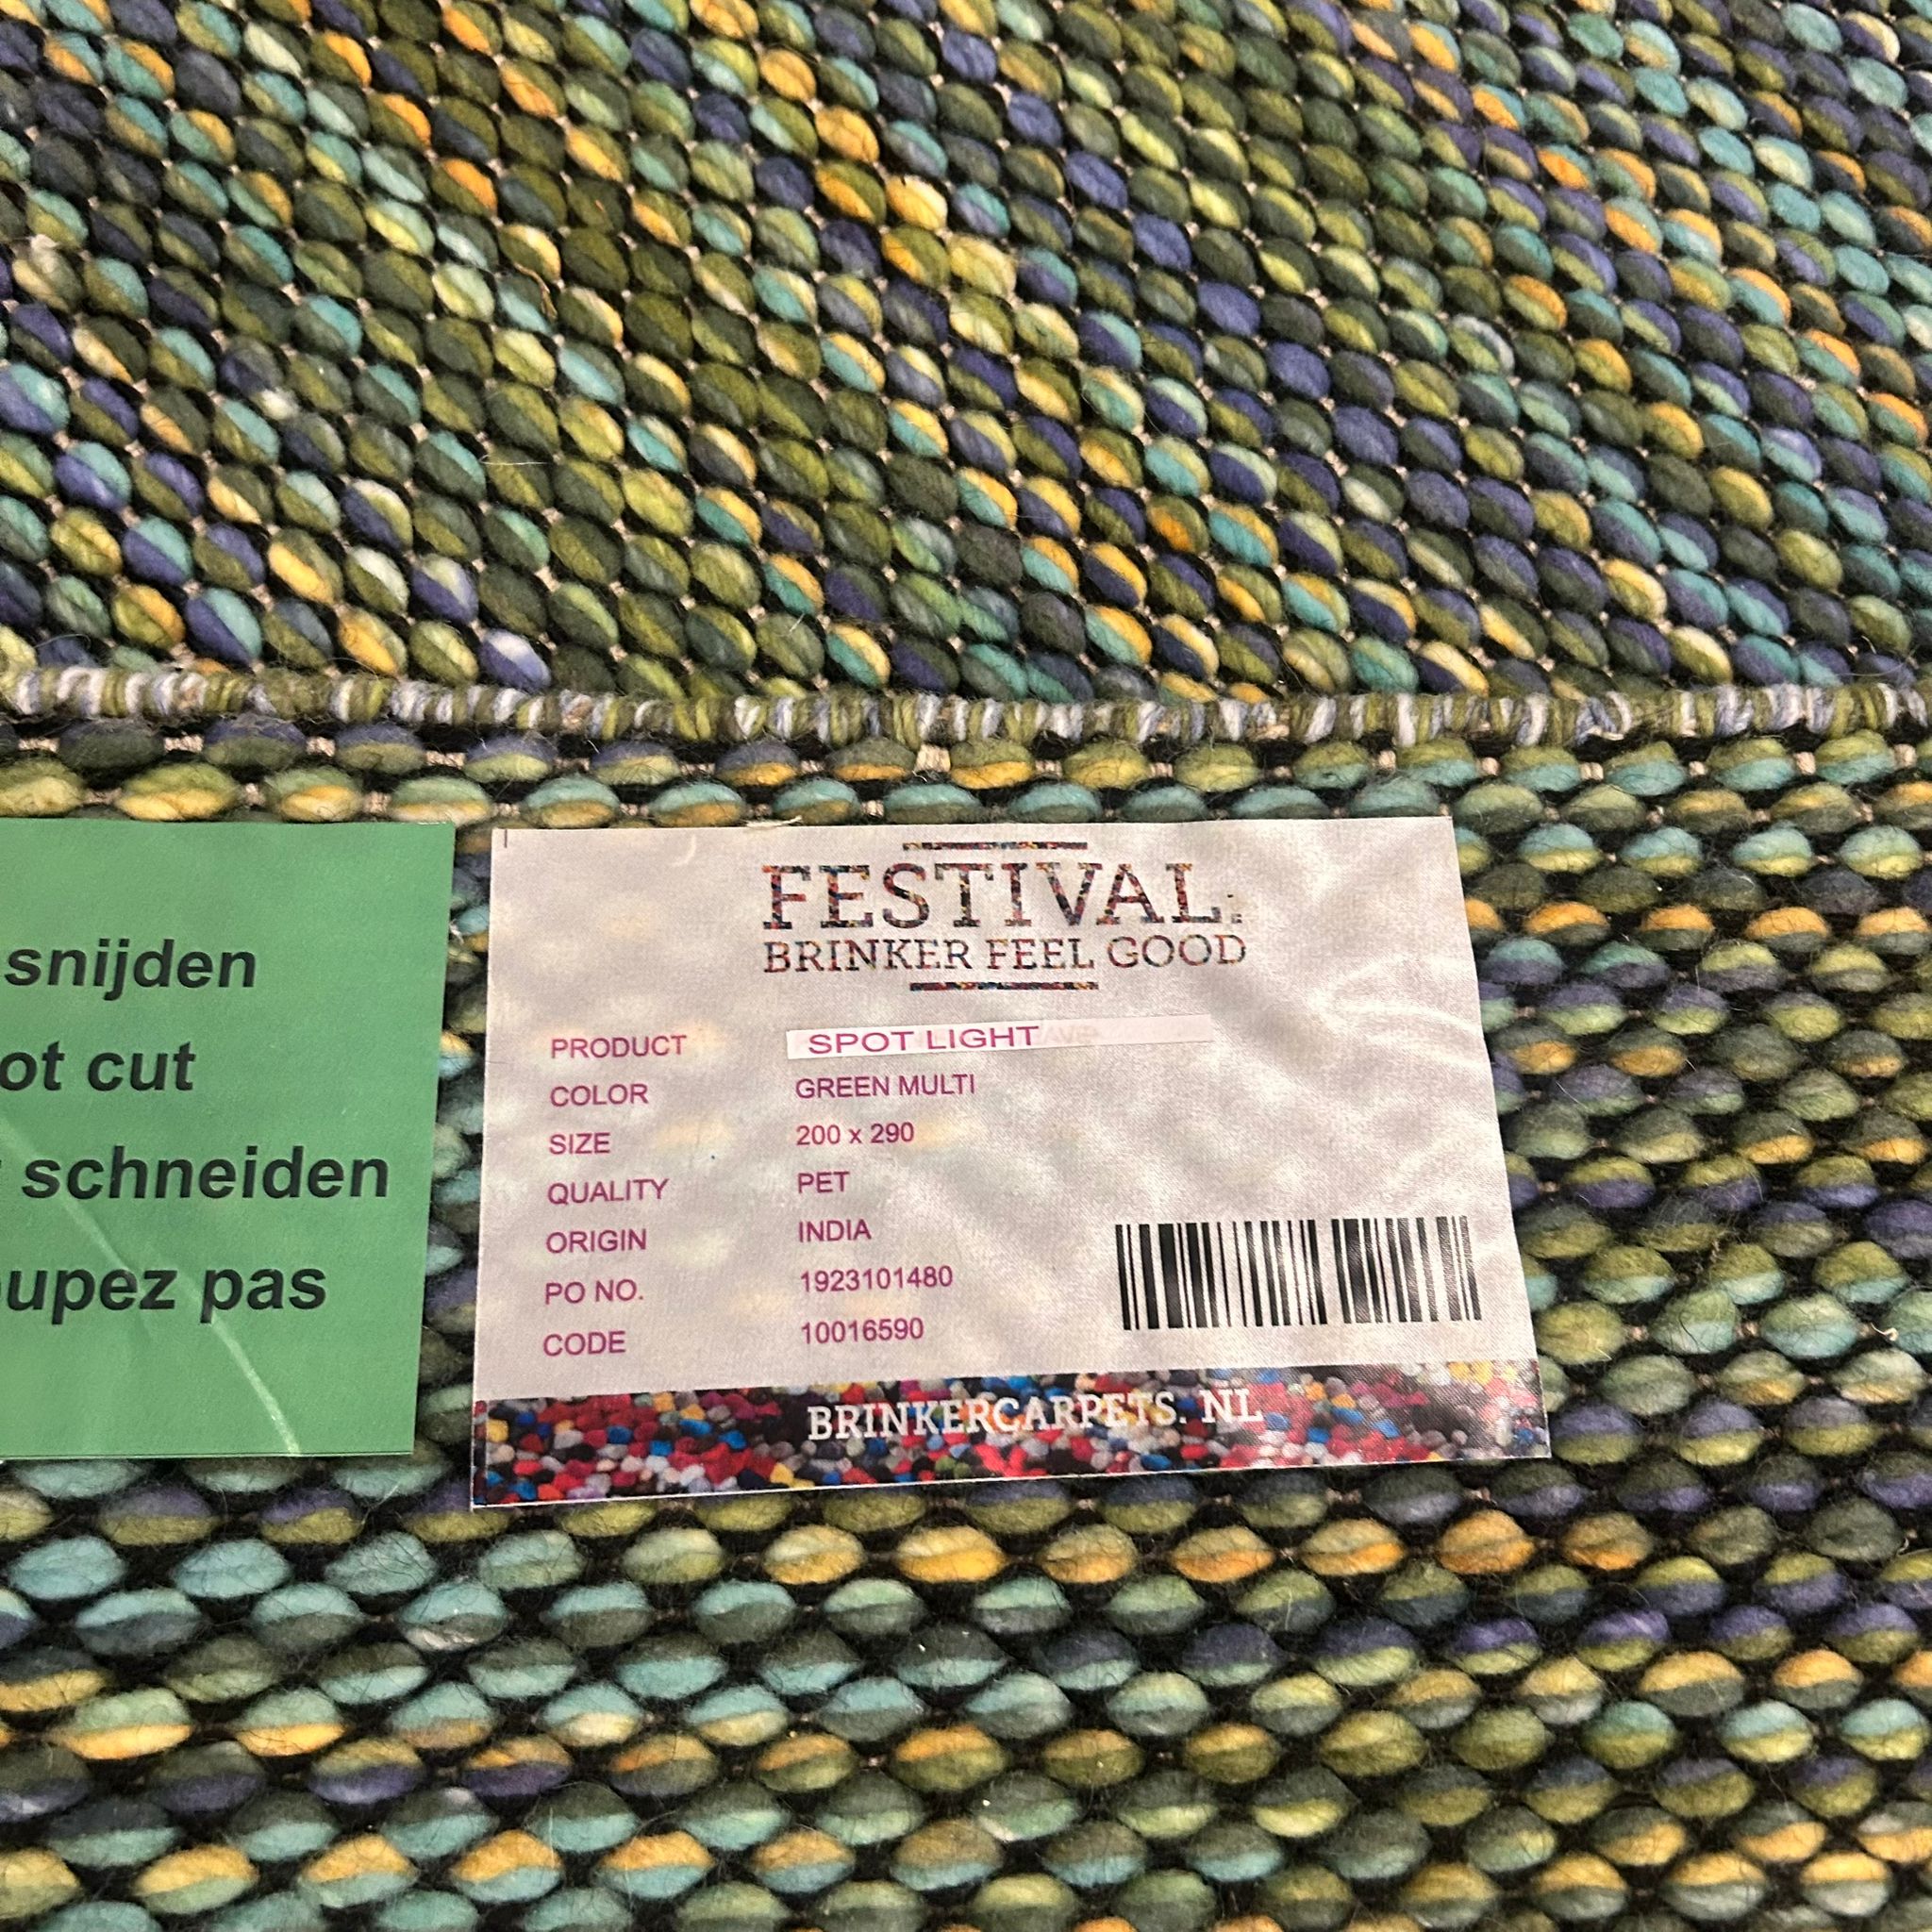 snijden
ot cut
schneiden
oupez pas
FESTIVAL:
BRINKER FEEL GOOD
PRODUCT SPOT LIGHT
COLOR GREEN MULTI
SIZE 200 x 290
QUALITY PET
ORIGIN INDIA
PO NO. 1923101480
CODE 10016590
BRINKERCARPETS. NL